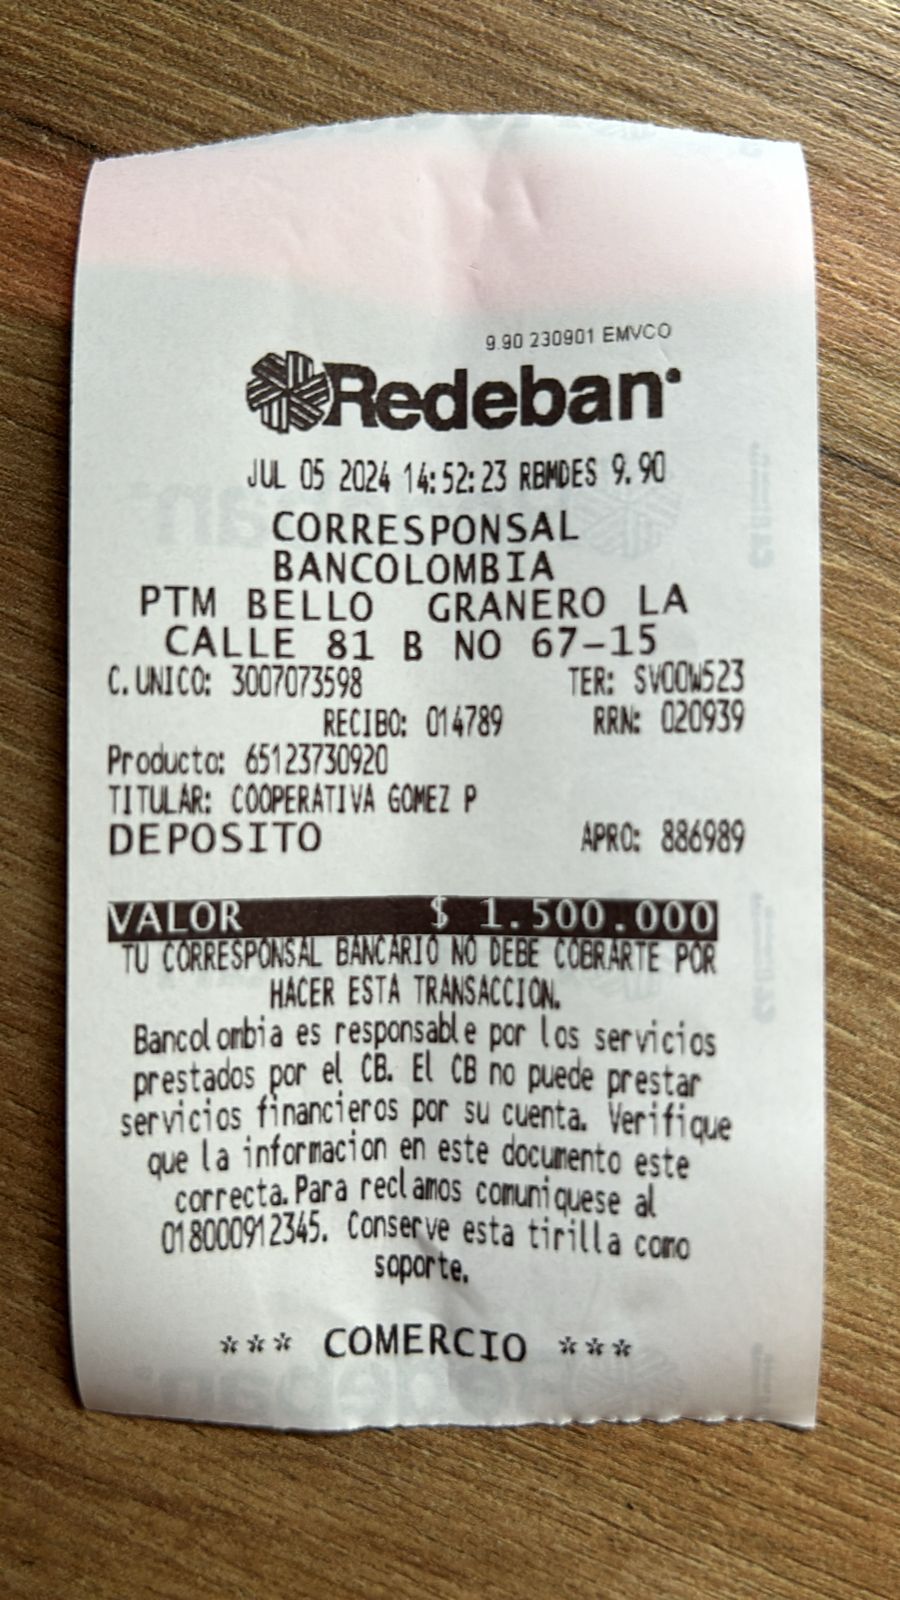 9.90 230901 EMVCO
Redeban
JUL 05 2024 14:52:23 RBMDES 9.90
CORRESPONSAL
BANCOLOMBIA
PTM BELLO GRANERO LA
CALLE 81 B NO 67-15
C.UNICO: 3007073598 TER: SV00W523
RECIBO: 014789 RRN: 020939
Producto: 65123730920
TITULAR: COOPERATIVA GOMEZ P
DEPOSITO APRO: 886989
VALOR $ 1.500.000
TU CORRESPONSAL BANCARIO NO DEBE COBRARTE POR
HACER ESTA TRANSACCION.
Bancolombia es responsable por los servicios
prestados por el CB. El CB no puede prestar
servicios financieros por su cuenta. Verifique
que la informacion en este documento este
correcta.Para reclamos comuniquese al
018000912345. Conserve esta tirilla como
soporte.
*** COMERCIO ***